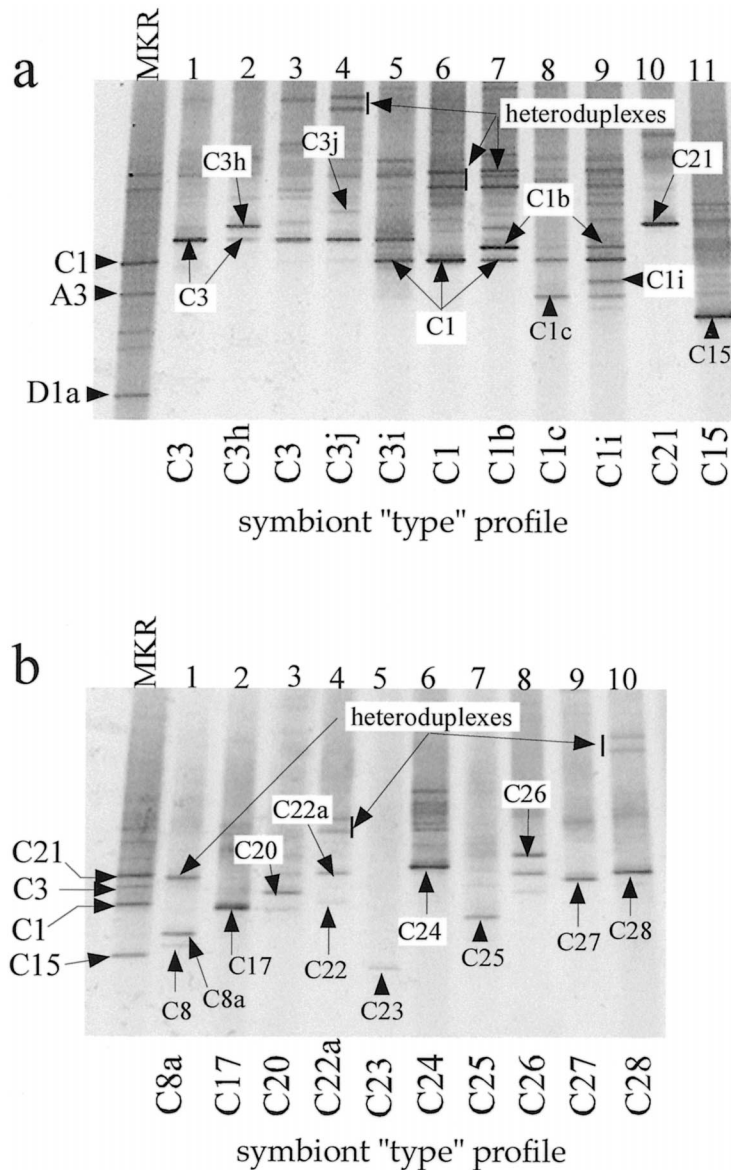 a
MKR 1 2 3 4 5 6 7 8 9 10 11
heteroduplexes
C3j
C3h
C21
C1b
C1
C3
A3
C1i
C1
C1c
C15
D1a
C3 C3h C3 C3j C3i C1 C1b C1c C1i C21 C15
symbiont "type" profile
b
MKR 1 2 3 4 5 6 7 8 9 10
heteroduplexes
C26
C22a
C21
C20
C3
C1
C24
C27
C28
C17
C22
C25
C15
C8
C8a
C23
C8a C17 C20 C22a C23 C24 C25 C26 C27 C28
symbiont "type" profile